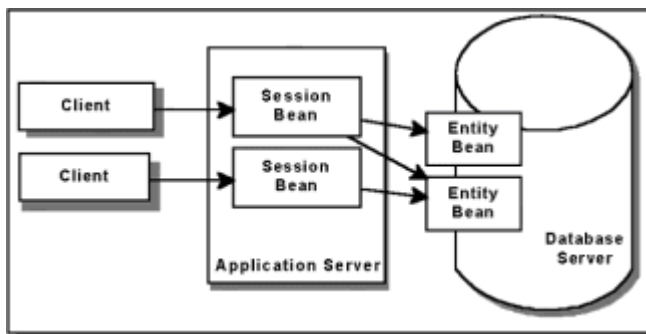 Client
Session
Bean
Entity
Bean
Client
Session
Bean
Entity
Bean
Database
Server
Application Server